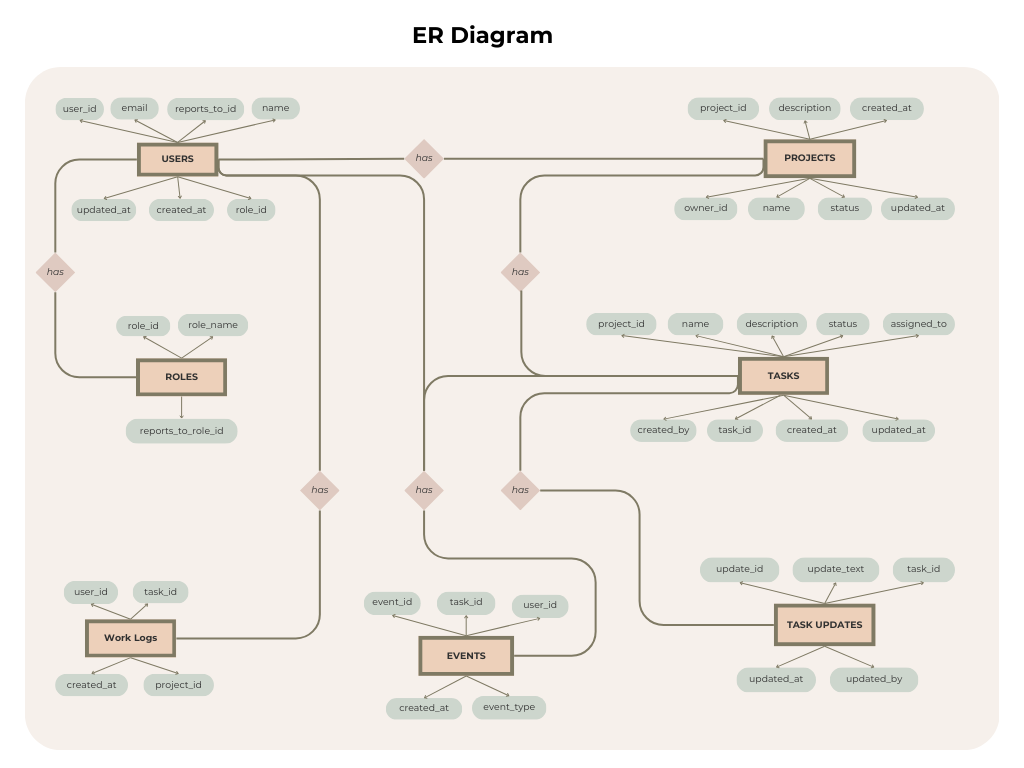 ER Diagram
user_id
email
reports_to_id
name
USERS
updated_at
created_at
role_id
has
project_id
description
created_at
PROJECTS
owner_id
name
status
updated_at
has
has
role_id
role_name
ROLES
reports_to_role_id
project_id
name
description
status
assigned_to
TASKS
created_by
task_id
created_at
updated_at
has
has
has
user_id
task_id
Work Logs
created_at
project_id
event_id
task_id
user_id
EVENTS
created_at
event_type
update_id
update_text
task_id
TASK UPDATES
updated_at
updated_by